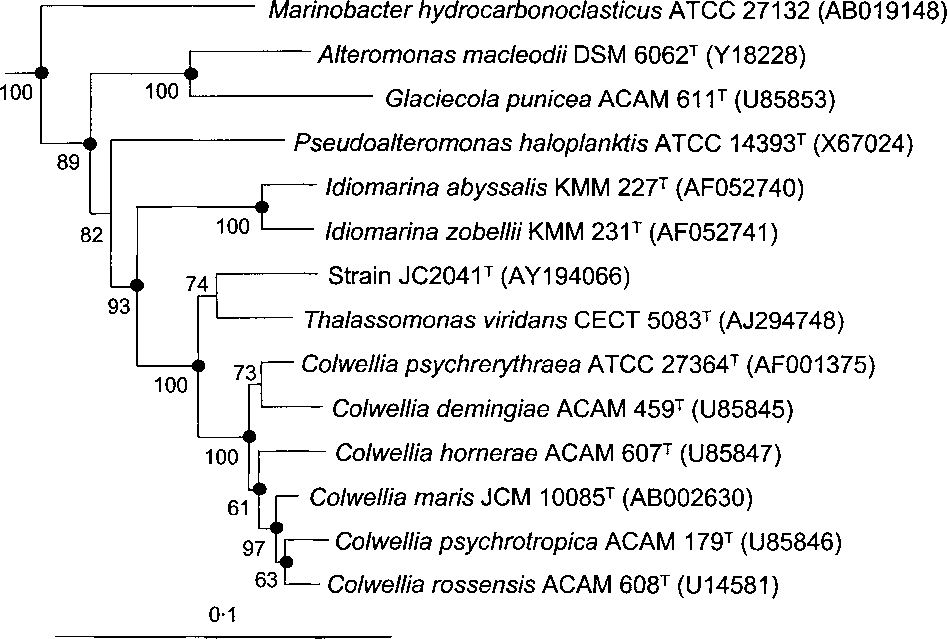 Marinobacter hydrocarbonoclasticus ATCC 27132 (AB019148)
Alteromonas macleodii DSM 6062ᵀ (Y18228)
100
100
Glaciecola punicea ACAM 611ᵀ (U85853)
Pseudoalteromonas haloplanktis ATCC 14393ᵀ (X67024)
89
Idiomarina abyssalis KMM 227ᵀ (AF052740)
100
82
Idiomarina zobellii KMM 231ᵀ (AF052741)
Strain JC2041ᵀ (AY194066)
74
93
Thalassomonas viridans CECT 5083ᵀ (AJ294748)
Colwellia psychrerythraea ATCC 27364ᵀ (AF001375)
73
100
Colwellia demingiae ACAM 459ᵀ (U85845)
Colwellia hornerae ACAM 607ᵀ (U85847)
100
Colwellia maris JCM 10085ᵀ (AB002630)
61
Colwellia psychrotropica ACAM 179ᵀ (U85846)
97
63
Colwellia rossensis ACAM 608ᵀ (U14581)
0·1